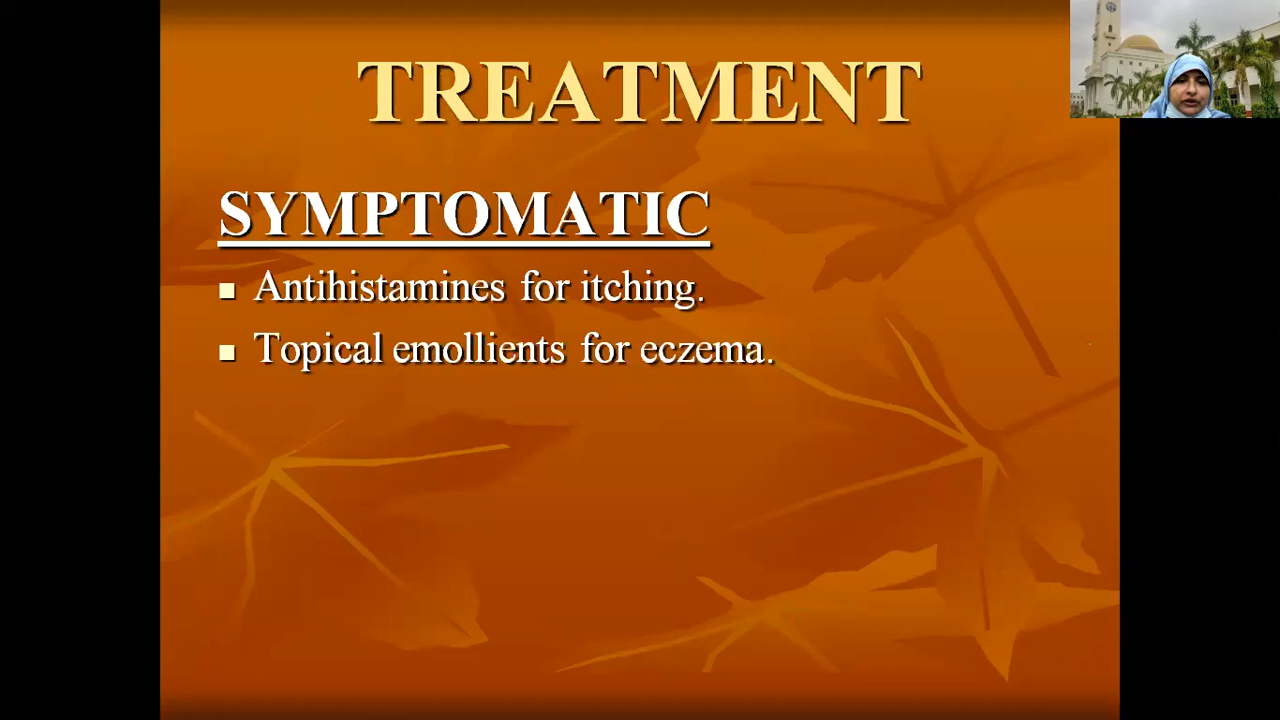 TREATMENT
SYMPTOMATIC
Antihistamines for itching.
Topical emollients for eczema.